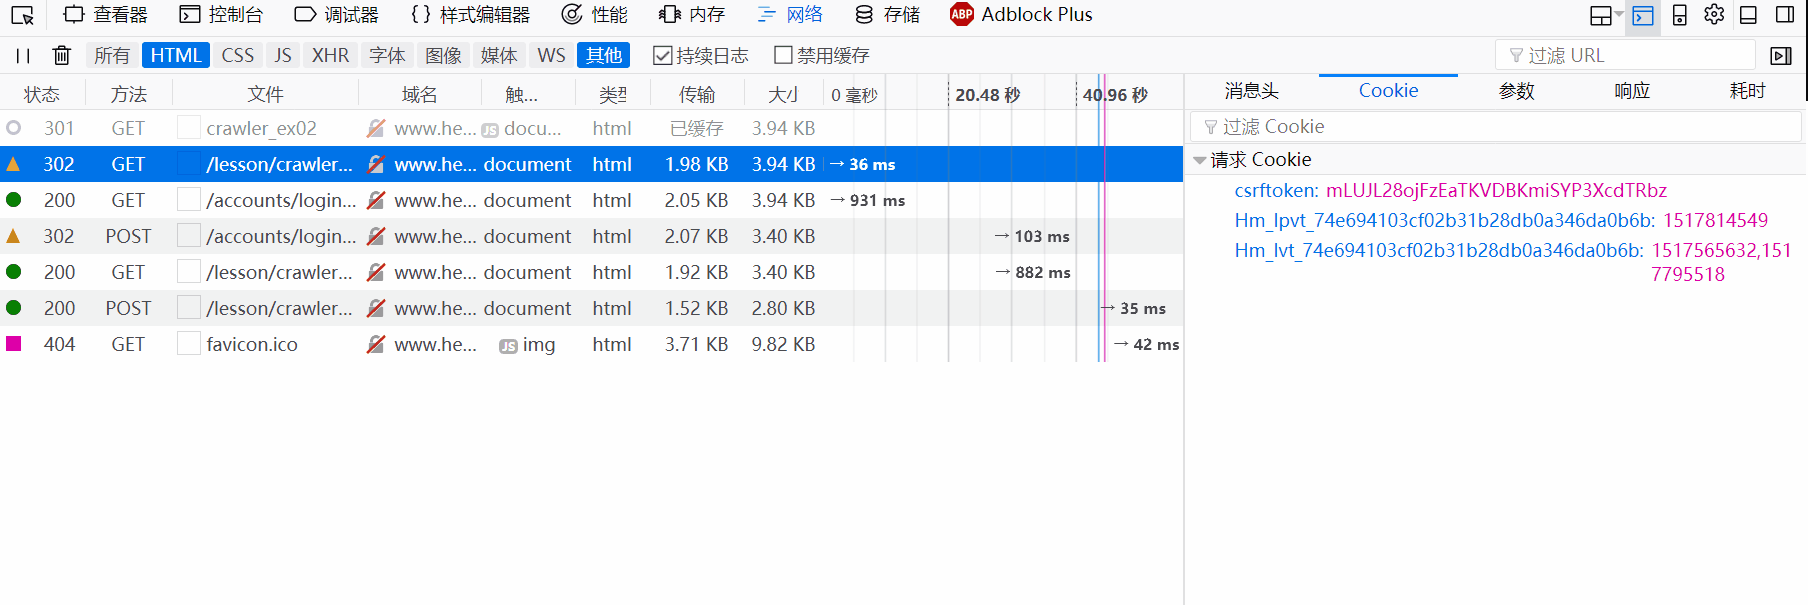 查看器 控制台 调试器 {} 样式编辑器 性能 内存 网络 存储 ABP Adblock Plus
所有 HTML CSS JS XHR 字体 图像 媒体 WS 其他 持续日志 禁用缓存 过滤 URL
状态 方法 文件 域名 触... 类型 传输 大小 0 毫秒 20.48 秒 40.96 秒
301 GET crawler_ex02 www.he... JS docu... html 已缓存 3.94 KB
302 GET /lesson/crawler... www.he... document html 1.98 KB 3.94 KB → 36 ms
200 GET /accounts/login... www.he... document html 2.05 KB 3.94 KB → 931 ms
302 POST /accounts/login... www.he... document html 2.07 KB 3.40 KB → 103 ms
200 GET /lesson/crawler... www.he... document html 1.92 KB 3.40 KB → 882 ms
200 POST /lesson/crawler... www.he... document html 1.52 KB 2.80 KB → 35 ms
404 GET favicon.ico www.he... JS img html 3.71 KB 9.82 KB → 42 ms
消息头 Cookie 参数 响应 耗时
过滤 Cookie
请求 Cookie
csrftoken: mLUJL28ojFzEaTKVDBKmiSYP3XcdTRbz
Hm_lpvt_74e694103cf02b31b28db0a346da0b6b: 1517814549
Hm_lvt_74e694103cf02b31b28db0a346da0b6b: 1517565632,151
7795518